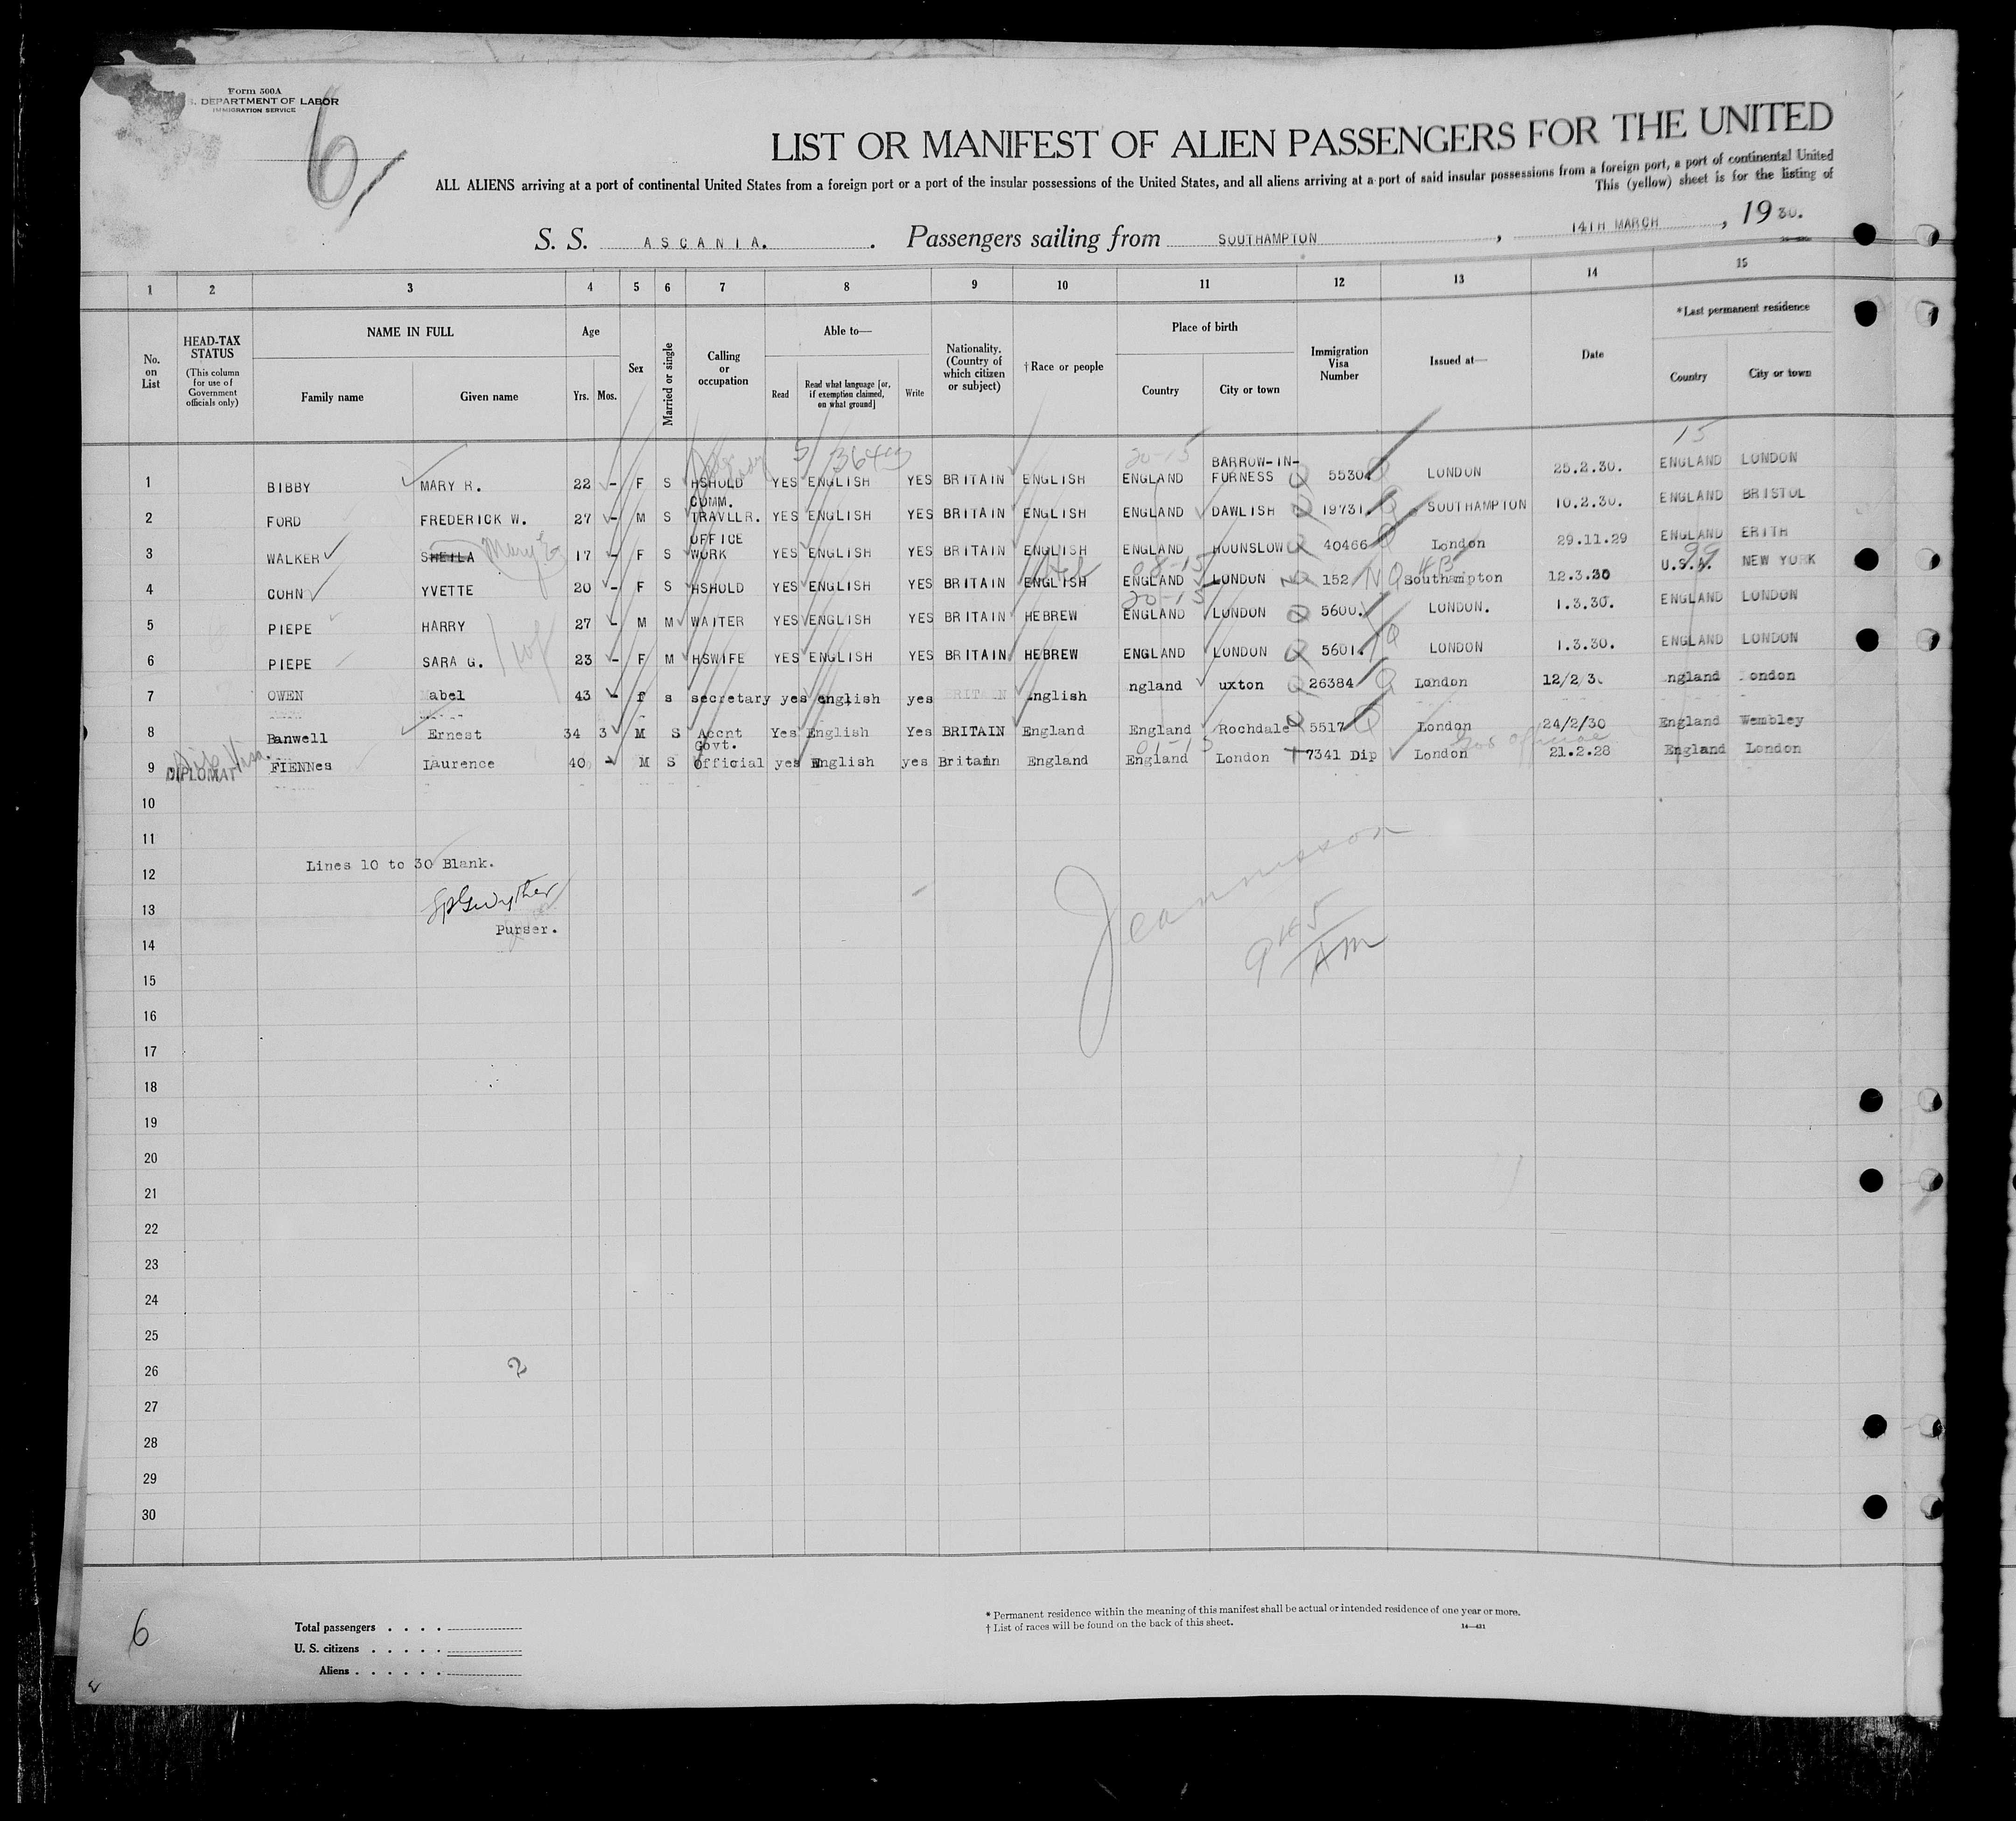 Form 500A
DEPARTMENT OF LABOR
IMMIGRATION SERVICE
6
LIST OR MANIFEST OF ALIEN PASSENGERS FOR THE UNITED
ALL ALIENS arriving at a port of continental United States from a foreign port or a port of the insular possessions of the United States, and all aliens arriving at a port of said insular possessions from a foreign port, a port of continental United
This (yellow) sheet is for the listing of
S. S. ASCANIA. . Passengers sailing from SOUTHAMPTON , 14TH MARCH , 1930.
1 2 3 4 5 6 7 8 9 10 11 12 13 14 15
No. on List
HEAD-TAX STATUS (This column for use of Government officials only)
NAME IN FULL Family name Given name
Age Yrs. Mos.
Sex
Married or single
Calling or occupation
Able to— Read Read what language [or, if exemption claimed, on what ground] Write
Nationality. (Country of which citizen or subject)
† Race or people
Place of birth Country City or town
Immigration Visa Number
Issued at—
Date
* Last permanent residence Country City or town
20-15 15
1 BIBBY MARY R. 22 - F S HSHOLD YES ENGLISH YES BRITAIN ENGLISH ENGLAND BARROW-IN-FURNESS 5530. LONDON 25.2.30. ENGLAND LONDON
2 FORD FREDERICK W. 27 - M S COMM. TRAVLLR. YES ENGLISH YES BRITAIN ENGLISH ENGLAND DAWLISH 19731 SOUTHAMPTON 10.2.30. ENGLAND BRISTOL
3 WALKER SHEILA Mary E 17 - F S OFFICE WORK YES ENGLISH YES BRITAIN ENGLISH ENGLAND HOUNSLOW 40466 London 29.11.29 ENGLAND ERITH
4 COHN YVETTE 20 - F S HSHOLD YES ENGLISH YES BRITAIN ENGLISH ENGLAND LONDON 152 NQ 4B Southampton 12.3.30 U.S.A. NEW YORK
5 PIEPE HARRY 27 - M M WAITER YES ENGLISH YES BRITAIN HEBREW ENGLAND LONDON 5600. LONDON. 1.3.30. ENGLAND LONDON
6 PIEPE SARA G. 23 - F M HSWIFE YES ENGLISH YES BRITAIN HEBREW ENGLAND LONDON 5601. LONDON 1.3.30. ENGLAND LONDON
7 OWEN abel 43 - f s secretary yes english yes BRITAIN nglish ngland uxton 26384 London 12/2/3 ngland ondon
8 Banwell Ernest 34 3 M S Accnt Yes English Yes BRITAIN England England Rochdale 5517 London 24/2/30 England Wembley
9 DIPLOMAT FIENNes Laurence 40 - M S Govt. Official yes English yes Britain England England London 7341 Dip London 21.2.28 England London
10
11
12 Lines 10 to 30 Blank.
13
Purser.
14
9 45 AM
15
16
17
18
19
20
21
22
23
24
25
26 2
27
28
29
30
6
Total passengers . . . .
U. S. citizens . . . . .
Aliens . . . . . .
* Permanent residence within the meaning of this manifest shall be actual or intended residence of one year or more.
† List of races will be found on the back of this sheet. 14—421